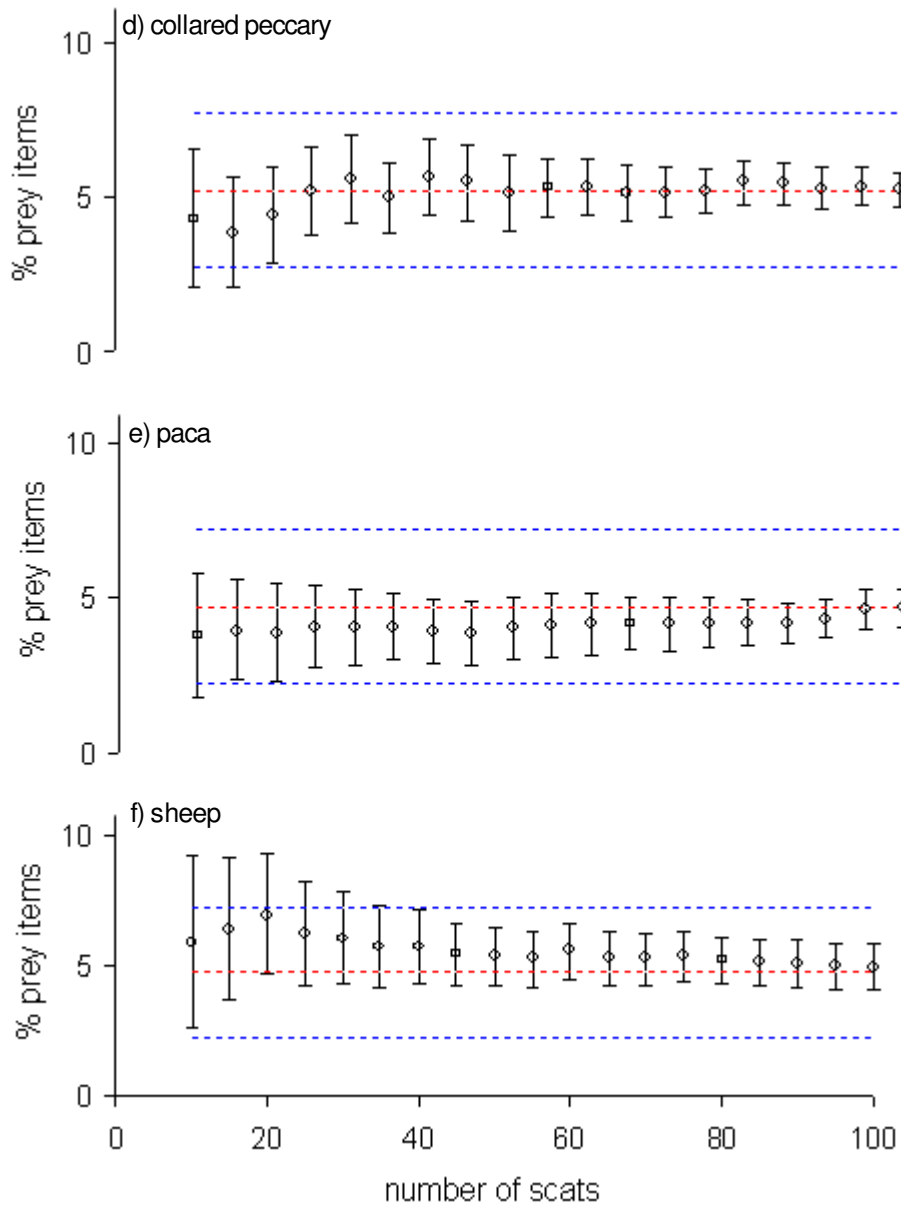 d) collared peccary
10
5
0
% prey items
e) paca
10
5
0
% prey items
f) sheep
10
5
0
% prey items
0 20 40 60 80 100
number of scats